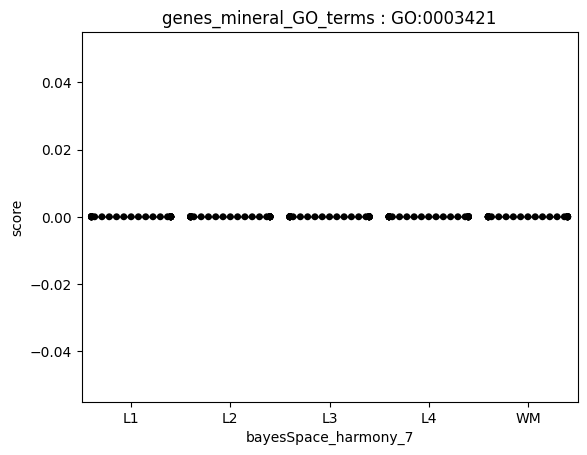 genes_mineral_GO_terms : GO:0003421
0.04
0.02
0.00
−0.02
−0.04
score
L1 L2 L3 L4 WM
bayesSpace_harmony_7